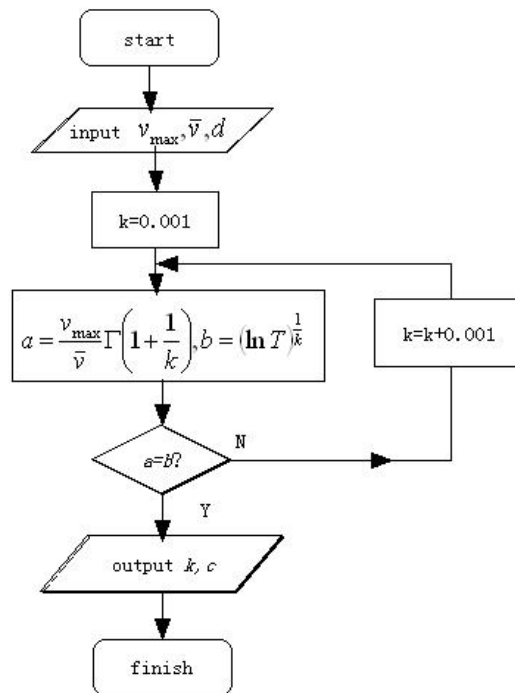 start
input v_max, v̄, d
k=0.001
a = v_max/v̄ Γ(1+1/k), b = (ln T)^(1/k)
k=k+0.001
a=b?
N
Y
output k, c
finish